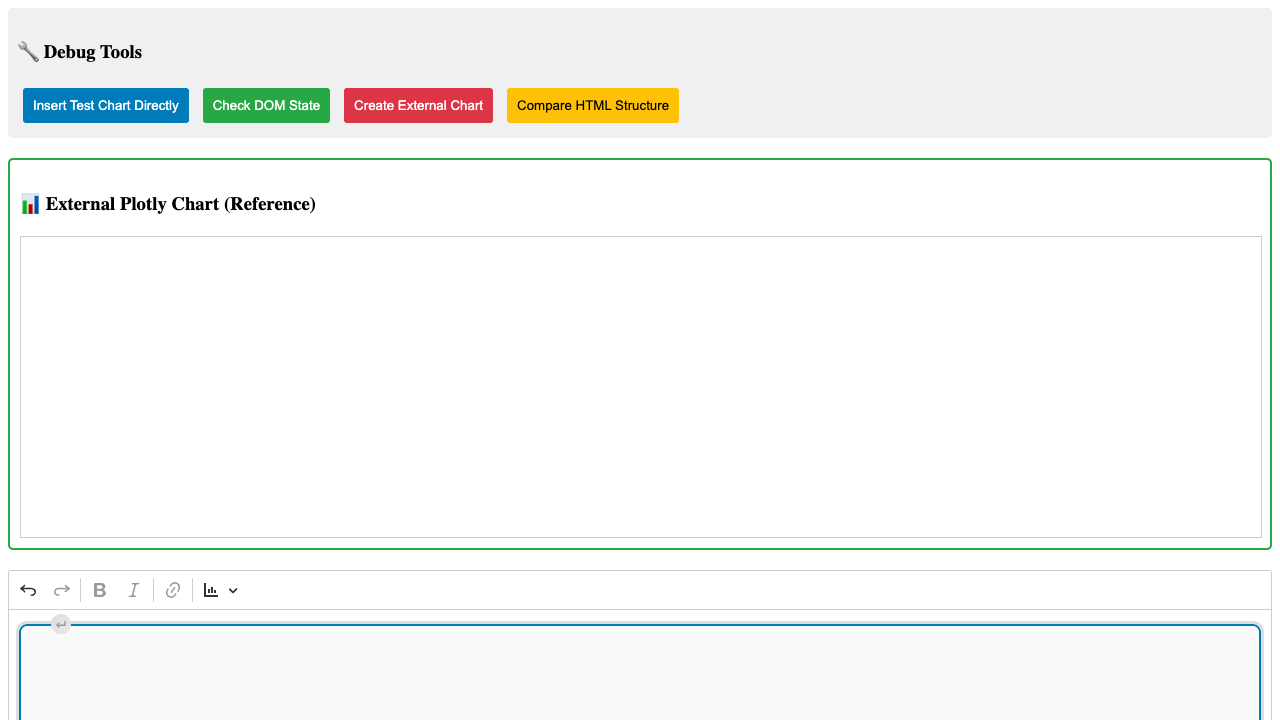 🔧 Debug Tools
Insert Test Chart Directly Check DOM State Create External Chart Compare HTML Structure
📊 External Plotly Chart (Reference)
B I